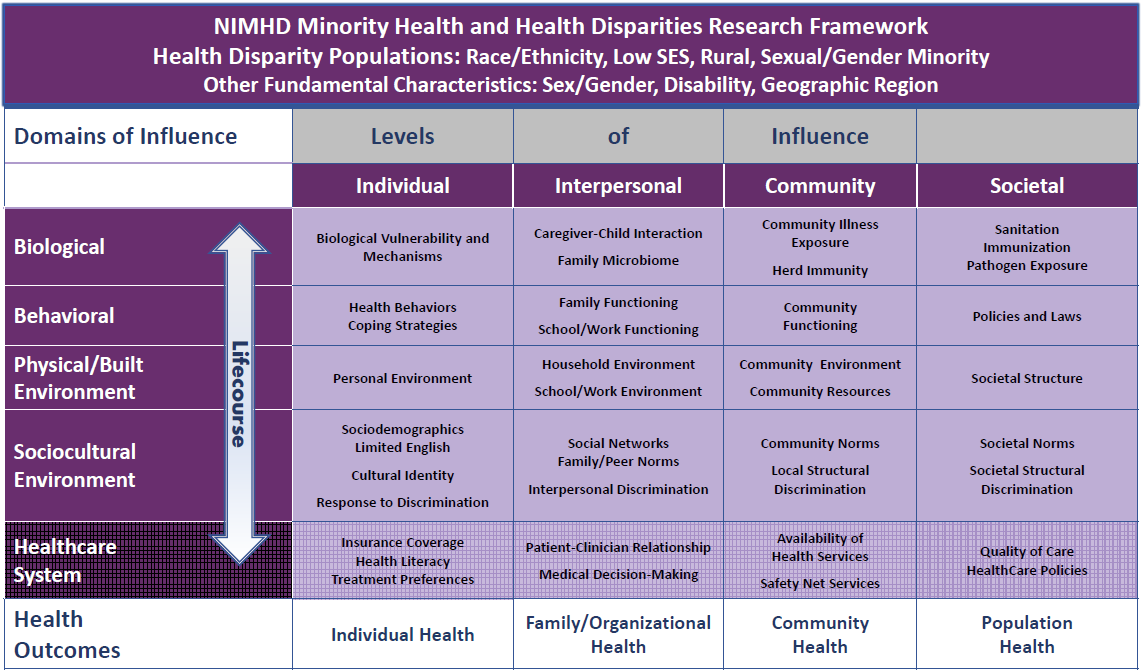 NIMHD Minority Health and Health Disparities Research Framework
Health Disparity Populations: Race/Ethnicity, Low SES, Rural, Sexual/Gender Minority
Other Fundamental Characteristics: Sex/Gender, Disability, Geographic Region
Domains of Influence
Levels
of
Influence
Individual
Interpersonal
Community
Societal
Lifecourse
Biological
Biological Vulnerability and
Mechanisms
Caregiver-Child Interaction
Family Microbiome
Community Illness
Exposure
Herd Immunity
Sanitation
Immunization
Pathogen Exposure
Behavioral
Health Behaviors
Coping Strategies
Family Functioning
School/Work Functioning
Community
Functioning
Policies and Laws
Physical/Built
Environment
Personal Environment
Household Environment
School/Work Environment
Community Environment
Community Resources
Societal Structure
Sociocultural
Environment
Sociodemographics
Limited English
Cultural Identity
Response to Discrimination
Social Networks
Family/Peer Norms
Interpersonal Discrimination
Community Norms
Local Structural
Discrimination
Societal Norms
Societal Structural
Discrimination
Healthcare
System
Insurance Coverage
Health Literacy
Treatment Preferences
Patient-Clinician Relationship
Medical Decision-Making
Availability of
Health Services
Safety Net Services
Quality of Care
HealthCare Policies
Health
Outcomes
Individual Health
Family/Organizational
Health
Community
Health
Population
Health